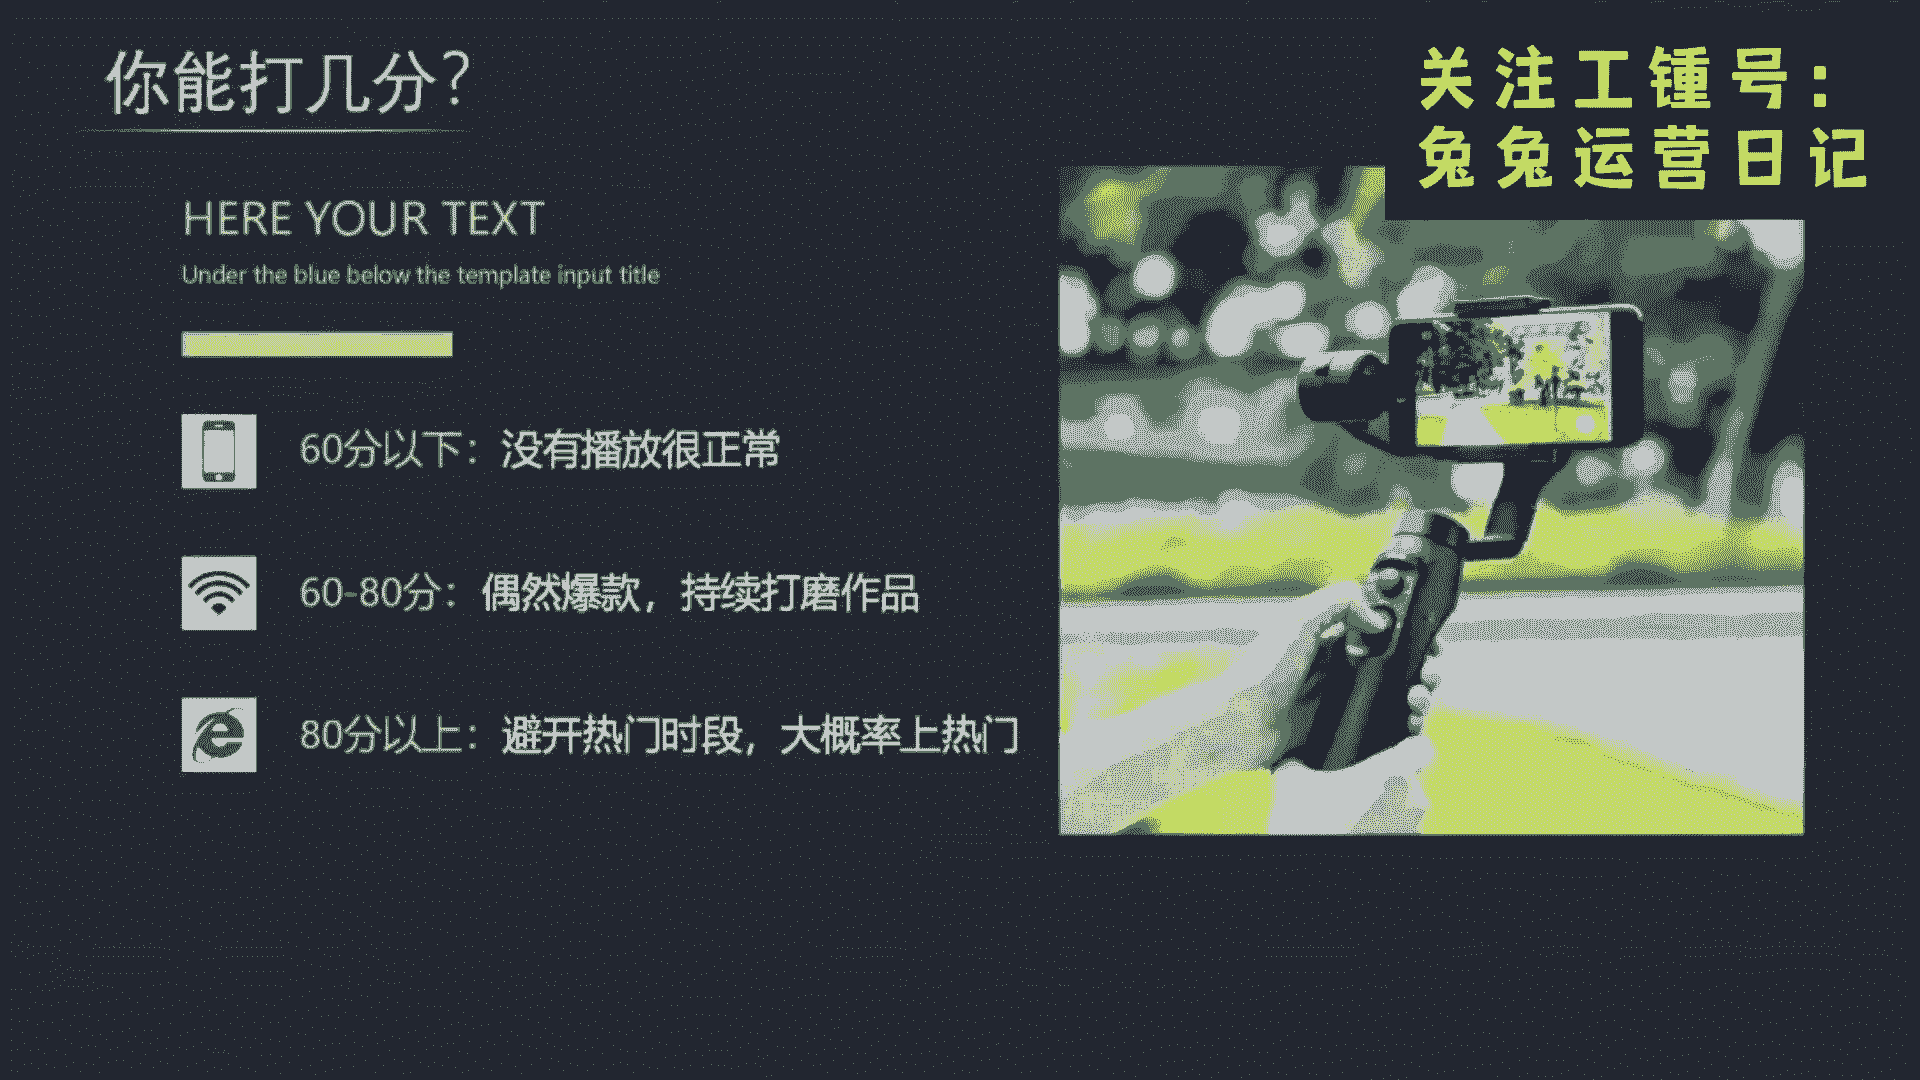 你能打几分?
关注工锺号:
兔兔运营日记
HERE YOUR TEXT
Under the blue below the template input title
60分以下：没有播放很正常
60-80分：偶然爆款，持续打磨作品
80分以上：避开热门时段，大概率上热门